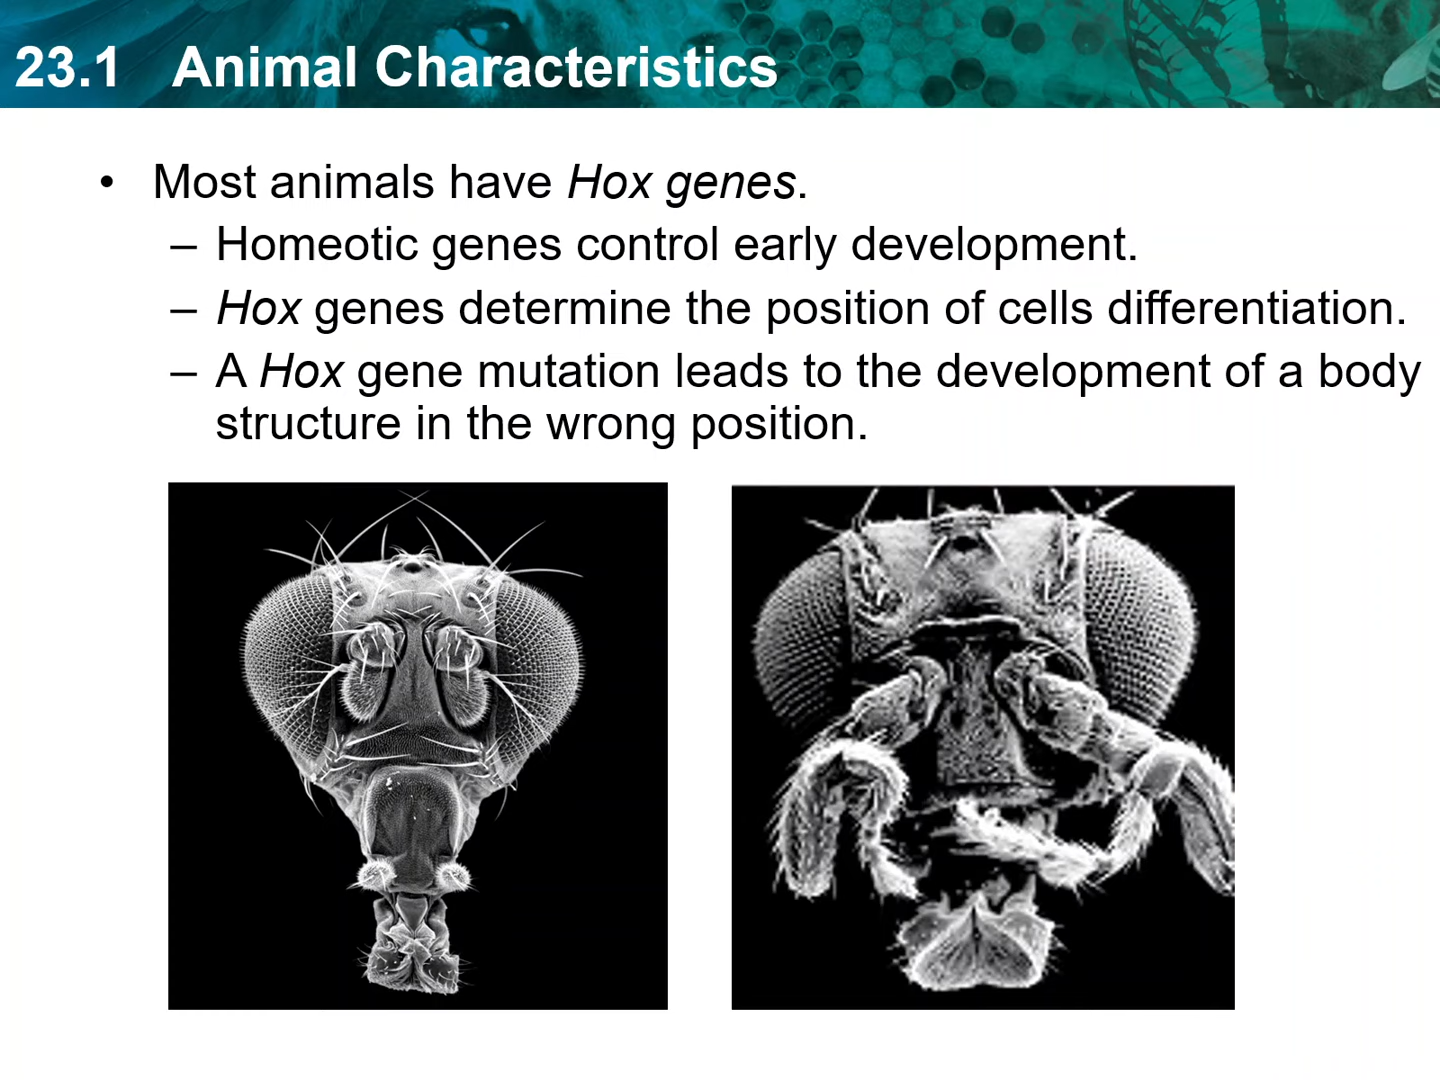 23.1 Animal Characteristics
• Most animals have Hox genes.
– Homeotic genes control early development.
– Hox genes determine the position of cells differentiation.
– A Hox gene mutation leads to the development of a body
structure in the wrong position.